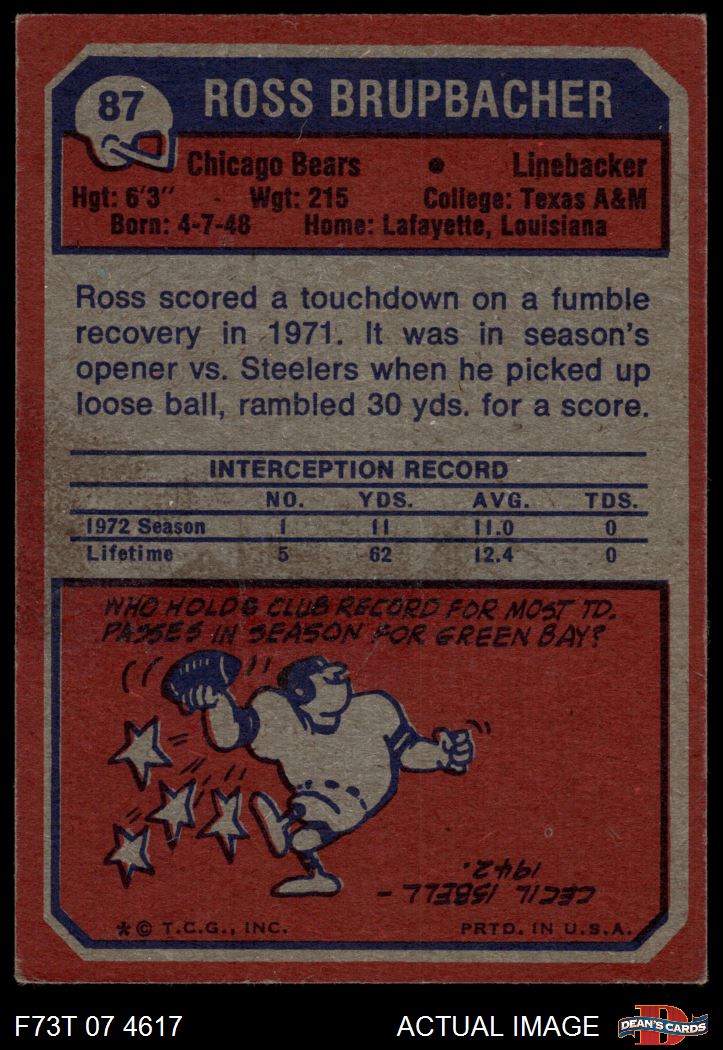 87
ROSS BRUPBACHER
Chicago Bears • Linebacker
Hgt: 6'3" Wgt: 215 College: Texas A&M
Born: 4-7-48 Home: Lafayette, Louisiana
Ross scored a touchdown on a fumble
recovery in 1971. It was in season's
opener vs. Steelers when he picked up
loose ball, rambled 30 yds. for a score.
INTERCEPTION RECORD
NO. YDS. AVG. TDS.
1972 Season 1 11 11.0 0
Lifetime 5 62 12.4 0
WHO HOLDS CLUB RECORD FOR MOST TD.
PASSES IN SEASON FOR GREEN BAY?
CECIL ISBELL -
1942.
*© T.C.G., INC. PRTD. IN U.S.A.
F73T 07 4617 ACTUAL IMAGE
D
DEAN'S CARDS